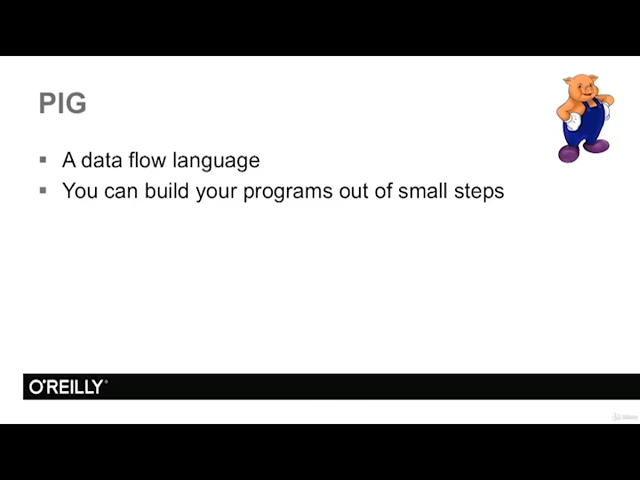 PIG
▪ A data flow language
▪ You can build your programs out of small steps
O'REILLY®